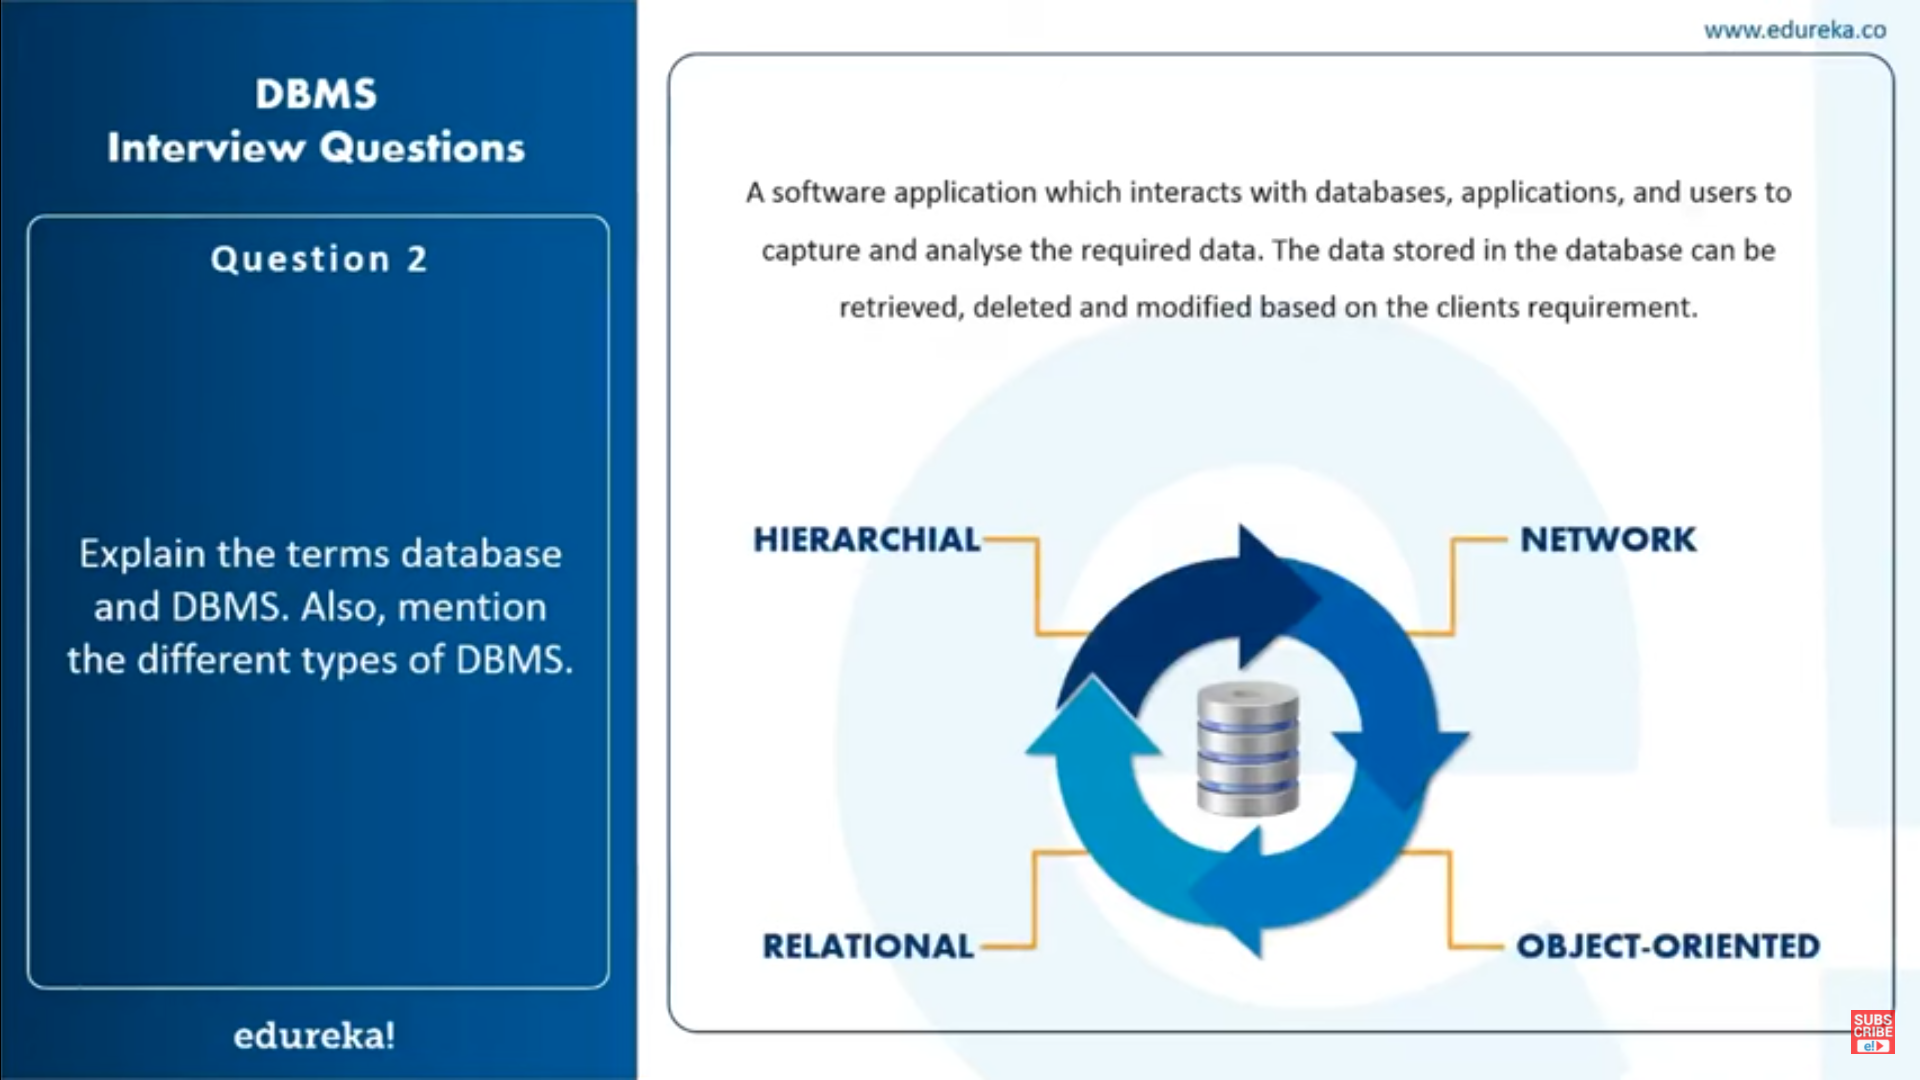 www.edureka.co
DBMS
Interview Questions
Question 2
Explain the terms database
and DBMS. Also, mention
the different types of DBMS.
edureka!
A software application which interacts with databases, applications, and users to
capture and analyse the required data. The data stored in the database can be
retrieved, deleted and modified based on the clients requirement.
HIERARCHIAL
NETWORK
RELATIONAL
OBJECT-ORIENTED
SUBS
CRIBE
e!